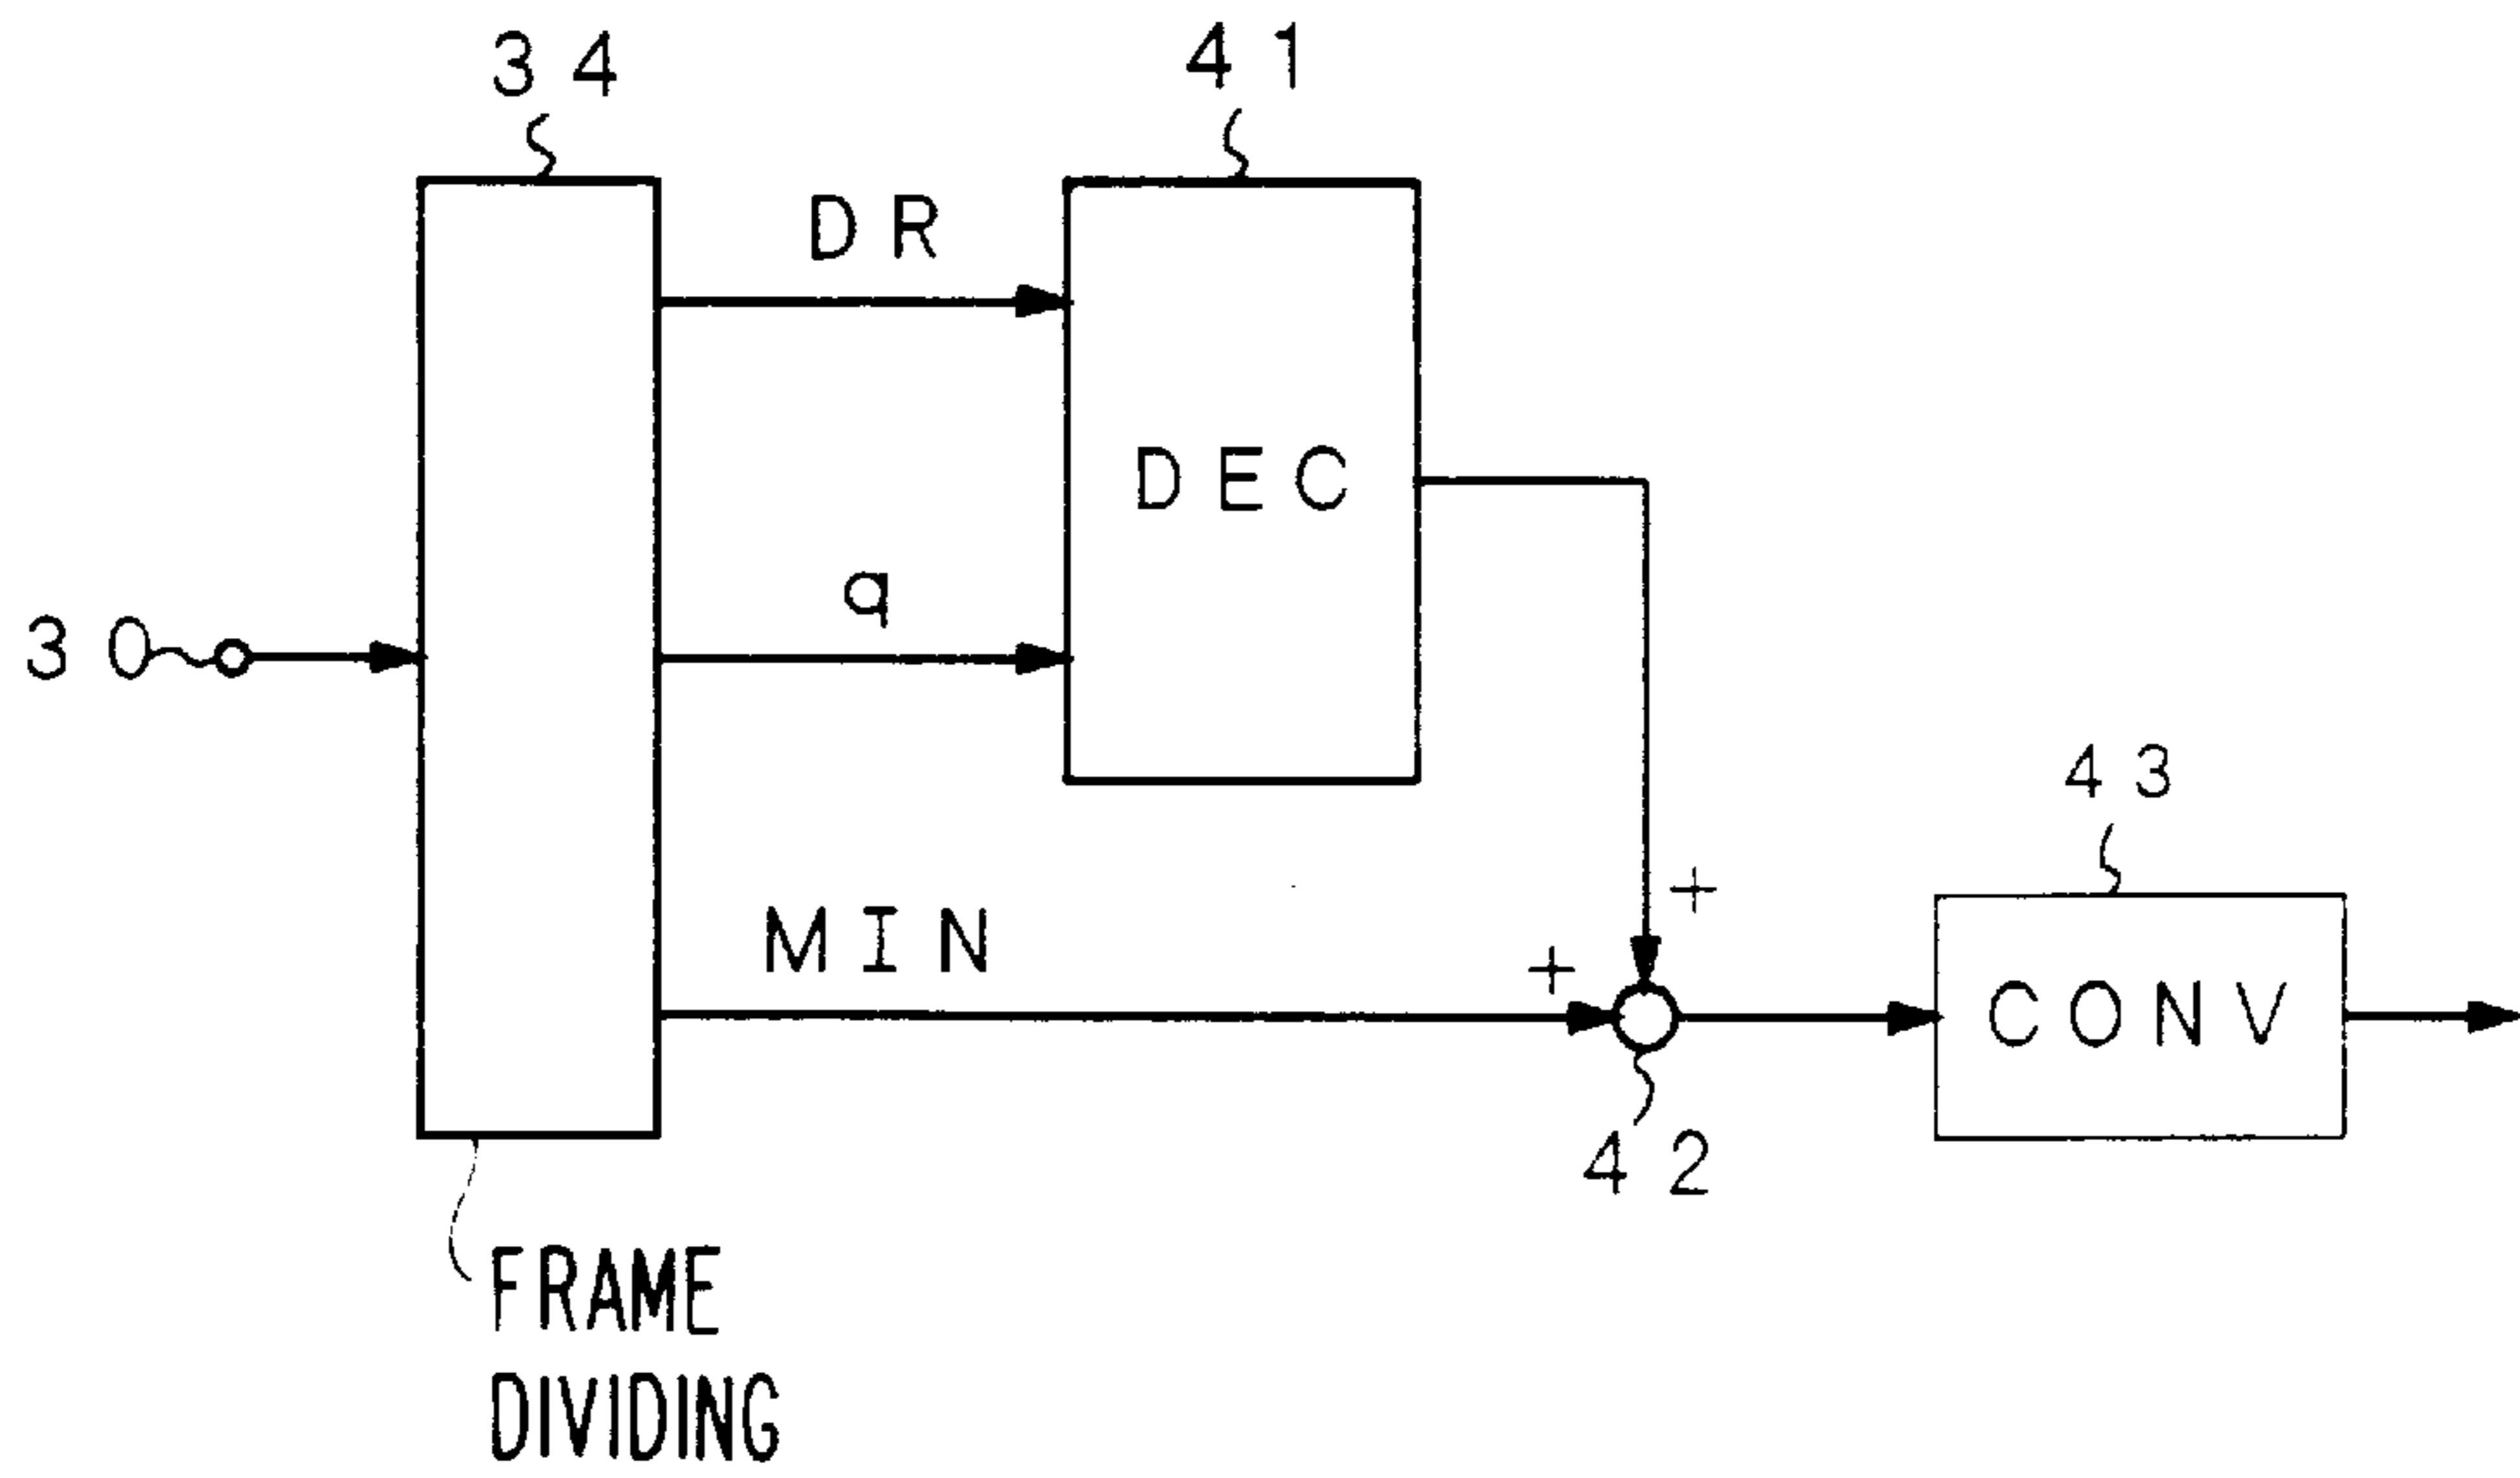 34
41
DR
DEC
q
30
43
MIN
+
+
CONV
42
FRAME
DIVIDING